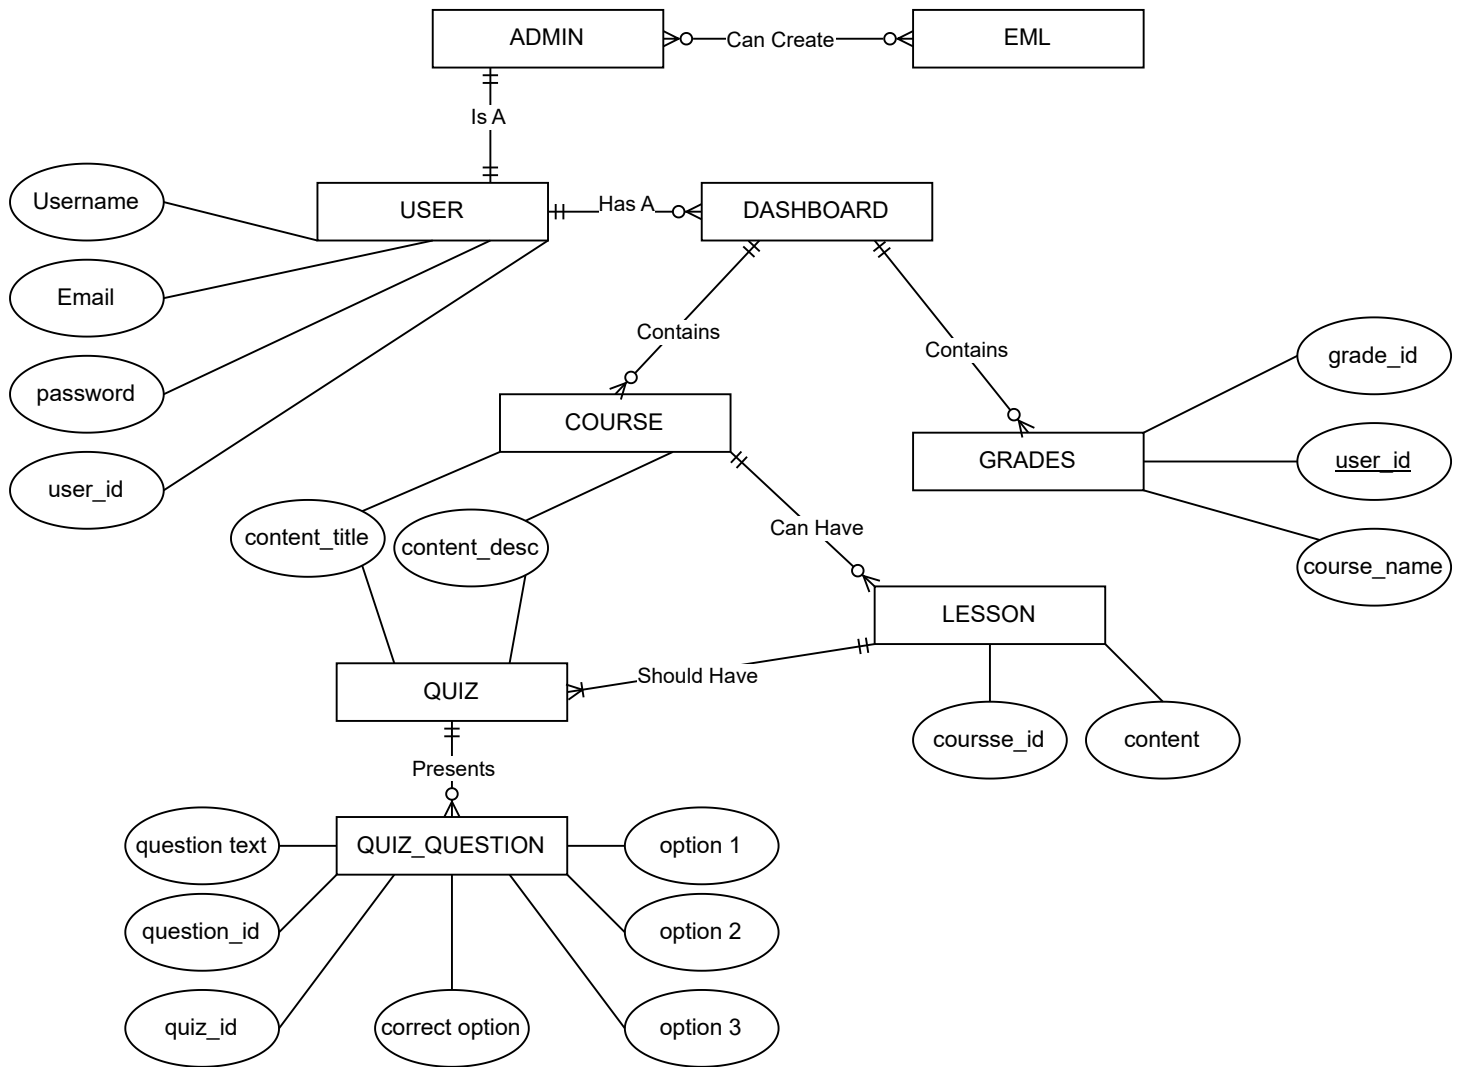 ADMIN
Can Create
EML
Is A
Username
USER
Has A
DASHBOARD
Email
Contains
Contains
password
grade_id
COURSE
GRADES
user_id
user_id
content_title
content_desc
Can Have
course_name
LESSON
Should Have
QUIZ
coursse_id
content
Presents
question text
QUIZ_QUESTION
option 1
question_id
option 2
quiz_id
correct option
option 3